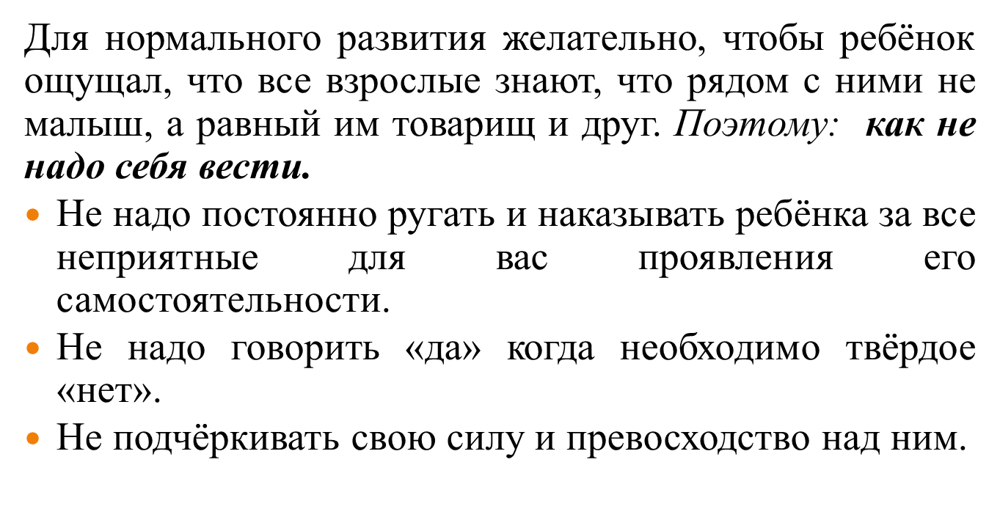 Для нормального развития желательно, чтобы ребёнок
ощущал, что все взрослые знают, что рядом с ними не
малыш, а равный им товарищ и друг. Поэтому: как не
надо себя вести.
• Не надо постоянно ругать и наказывать ребёнка за все
неприятные для вас проявления его
самостоятельности.
• Не надо говорить «да» когда необходимо твёрдое
«нет».
• Не подчёркивать свою силу и превосходство над ним.